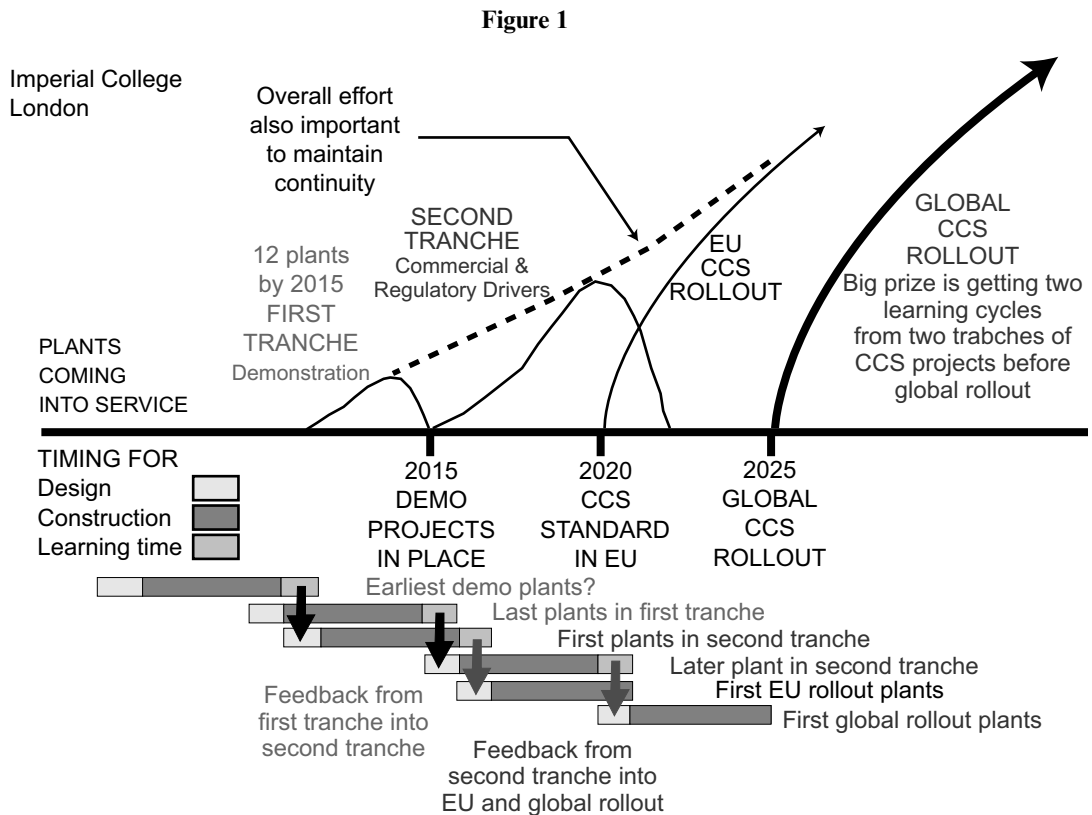 Figure 1
Imperial College
London
Overall effort
also important
to maintain
continuity
SECOND
TRANCHE
Commercial &
Regulatory Drivers
12 plants
by 2015
FIRST
TRANCHE
Demonstration
EU
CCS
ROLLOUT
GLOBAL
CCS
ROLLOUT
Big prize is getting two
learning cycles
from two trabches of
CCS projects before
global rollout
PLANTS
COMING
INTO SERVICE
TIMING FOR
Design
Construction
Learning time
2015
DEMO
PROJECTS
IN PLACE
2020
CCS
STANDARD
IN EU
2025
GLOBAL
CCS
ROLLOUT
Earliest demo plants?
Last plants in first tranche
First plants in second tranche
Later plant in second tranche
First EU rollout plants
First global rollout plants
Feedback from
first tranche into
second tranche
Feedback from
second tranche into
EU and global rollout